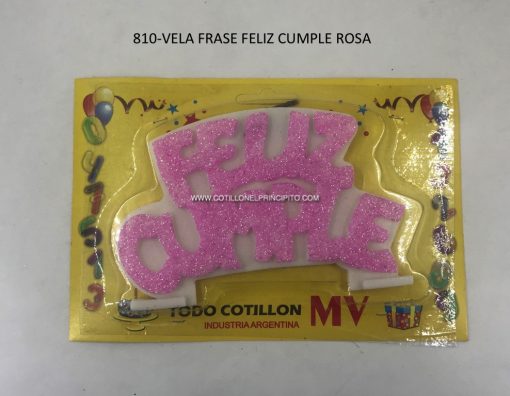 810-VELA FRASE FELIZ CUMPLE ROSA
FELIZ
WWW.COTILLONELPRINCIPITO.COM
CUMPLE
TODO COTILLON MV
INDUSTRIA ARGENTINA